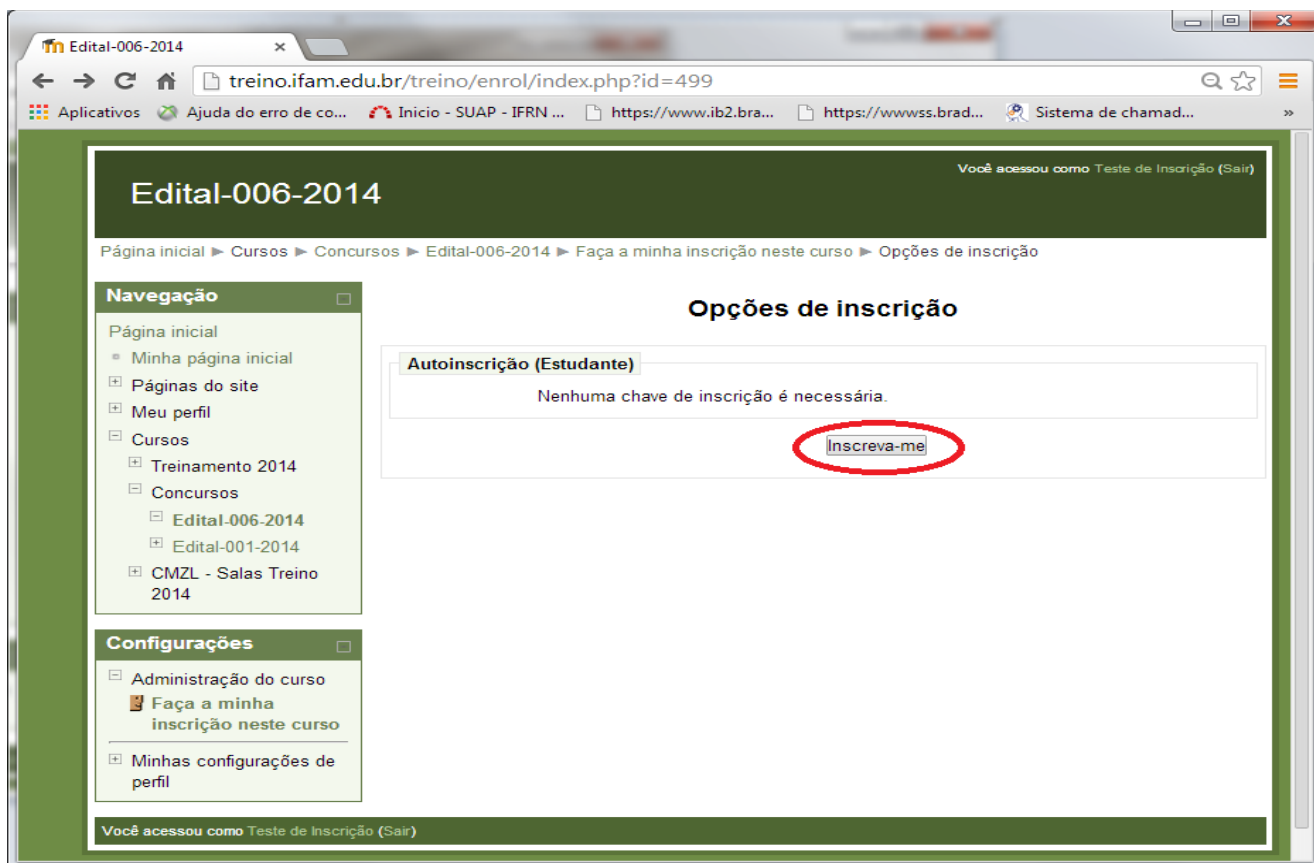 Edital-006-2014
treino.ifam.edu.br/treino/enrol/index.php?id=499
Aplicativos Ajuda do erro de co... Inicio - SUAP - IFRN ... https://www.ib2.bra... https://wwwss.brad... Sistema de chamad... »
Você acessou como Teste de Inscrição (Sair)
Edital-006-2014
Página inicial ► Cursos ► Concursos ► Edital-006-2014 ► Faça a minha inscrição neste curso ► Opções de inscrição
Navegação
Página inicial
Minha página inicial
Páginas do site
Meu perfil
Cursos
Treinamento 2014
Concursos
Edital-006-2014
Edital-001-2014
CMZL - Salas Treino
2014
Configurações
Administração do curso
Faça a minha
inscrição neste curso
Minhas configurações de
perfil
Opções de inscrição
Autoinscrição (Estudante)
Nenhuma chave de inscrição é necessária.
Inscreva-me
Você acessou como Teste de Inscrição (Sair)